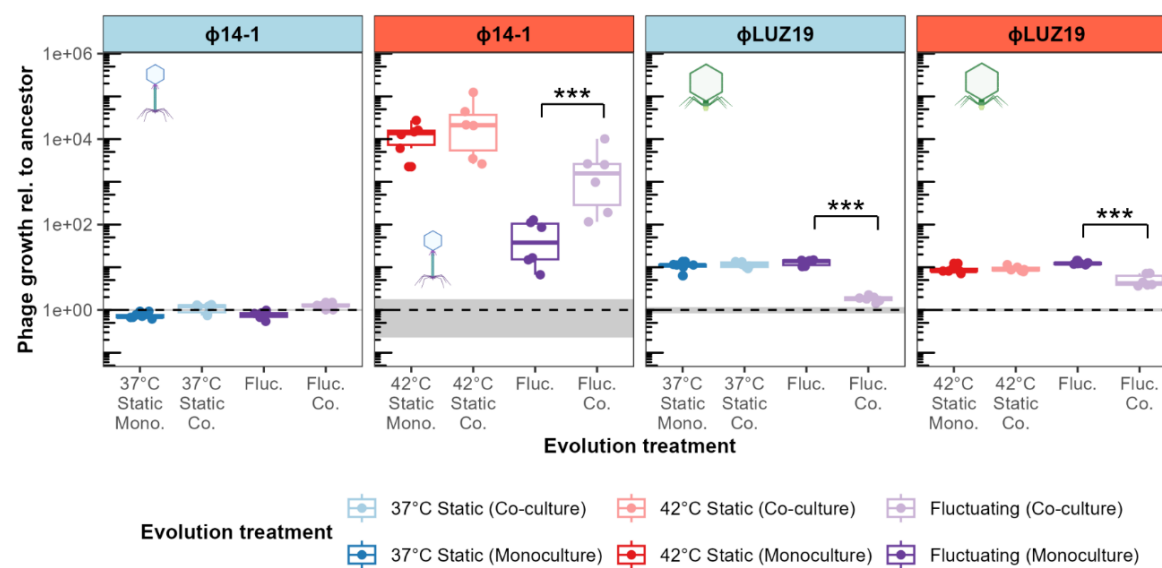 ϕ14-1
ϕ14-1
ϕLUZ19
ϕLUZ19
Phage growth rel. to ancestor
1e+06
1e+04
1e+02
1e+00
***
***
***
37°C
Static
Mono.
37°C
Static
Co.
Fluc.
Fluc.
Co.
42°C
Static
Mono.
42°C
Static
Co.
Fluc.
Fluc.
Co.
37°C
Static
Mono.
37°C
Static
Co.
Fluc.
Fluc.
Co.
42°C
Static
Mono.
42°C
Static
Co.
Fluc.
Fluc.
Co.
Evolution treatment
Evolution treatment
37°C Static (Co-culture)
42°C Static (Co-culture)
Fluctuating (Co-culture)
37°C Static (Monoculture)
42°C Static (Monoculture)
Fluctuating (Monoculture)